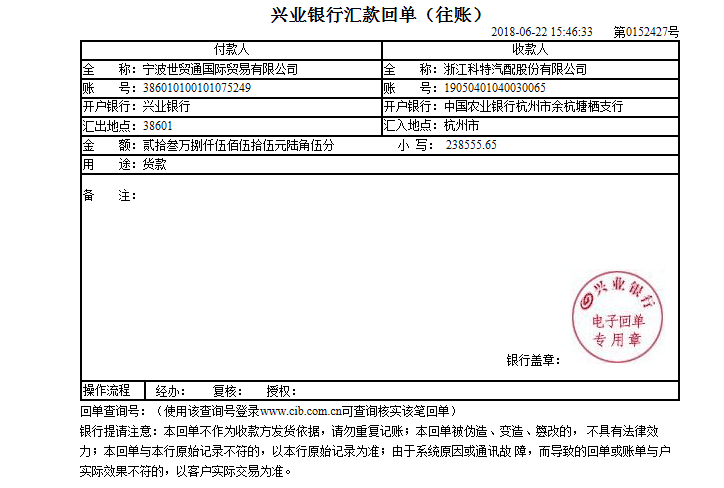 兴业银行汇款回单（往账）
2018-06-22 15:46:33 第0152427号
付款人 收款人
全 称：宁波世贸通国际贸易有限公司 全 称：浙江科特汽配股份有限公司
账 号：386010100101075249 账 号：19050401040030065
开户银行：兴业银行 开户银行：中国农业银行杭州市余杭塘栖支行
汇出地点：38601 汇入地点：杭州市
金 额：贰拾叁万捌仟伍佰伍拾伍元陆角伍分 小 写： 238555.65
用 途：货款
备 注：
兴业银行
电子回单
专用章
银行盖章：
操作流程 经办： 复核： 授权：
回单查询号：（使用该查询号登录www.cib.com.cn可查询核实该笔回单）
银行提请注意：本回单不作为收款方发货依据，请勿重复记账；本回单被伪造、变造、篡改的，不具有法律效
力；本回单与本行原始记录不符的，以本行原始记录为准；由于系统原因或通讯故 障，而导致的回单或账单与户
实际效果不符的，以客户实际交易为准。